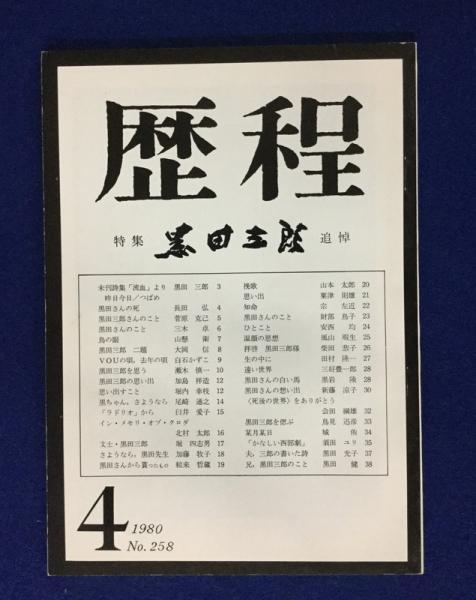 歴程
特集 黒田三郎 追悼
未刊詩集「流血」より 黒田 三郎 3
昨日今日/つばめ
黒田さんの死 長田 弘 4
黒田三郎さんのこと 菅原 克己 5
黒田さんのこと 三木 卓 6
鳥の眼 山懸 衛 7
黒田三郎 二題 大岡 信 8
VOUの頃,去年の頃 白石かずこ 9
黒田三郎を思う 瀬木 慎一 10
黒田三郎の思い出 加島 祥造 12
思い出すこと 堀内 幸枝 12
黒ちゃん,さようなら 尾崎 邁之 14
「ラドリオ」から 臼井 愛子 15
イン・メモリ・オブ・クロダ
北村 太郎 16
文士・黒田三郎 堀 四志男 17
さようなら,黒田先生 加藤 牧子 18
黒田さんから貰ったもの 粕来 哲蔵 19
挽歌 山本 太郎 20
思い出 粟津 則雄 21
知命 宗 左近 22
黒田さんのこと 財部 鳥子 23
ひとこと 安西 均 24
温顔の思想 風山 瑕生 25
拝啓 黒田三郎様 柴田 恭子 26
生の中に 田村 隆一 27
遠い世界 三好豊一郎 28
黒田さんの白い馬 黒岩 隆 28
黒田さんの想い出 新藤 凉子 30
〈死後の世界〉をありがとう
会田 綱雄 32
黒田三郎を偲ぶ 鳥見 迅彦 33
某月某日 城 侑 34
「かなしい西部劇」 須田 ユリ 35
夫,三郎の書いた詩 黒田 光子 37
兄,黒田三郎のこと 黒田 健 38
4 1980
No.258